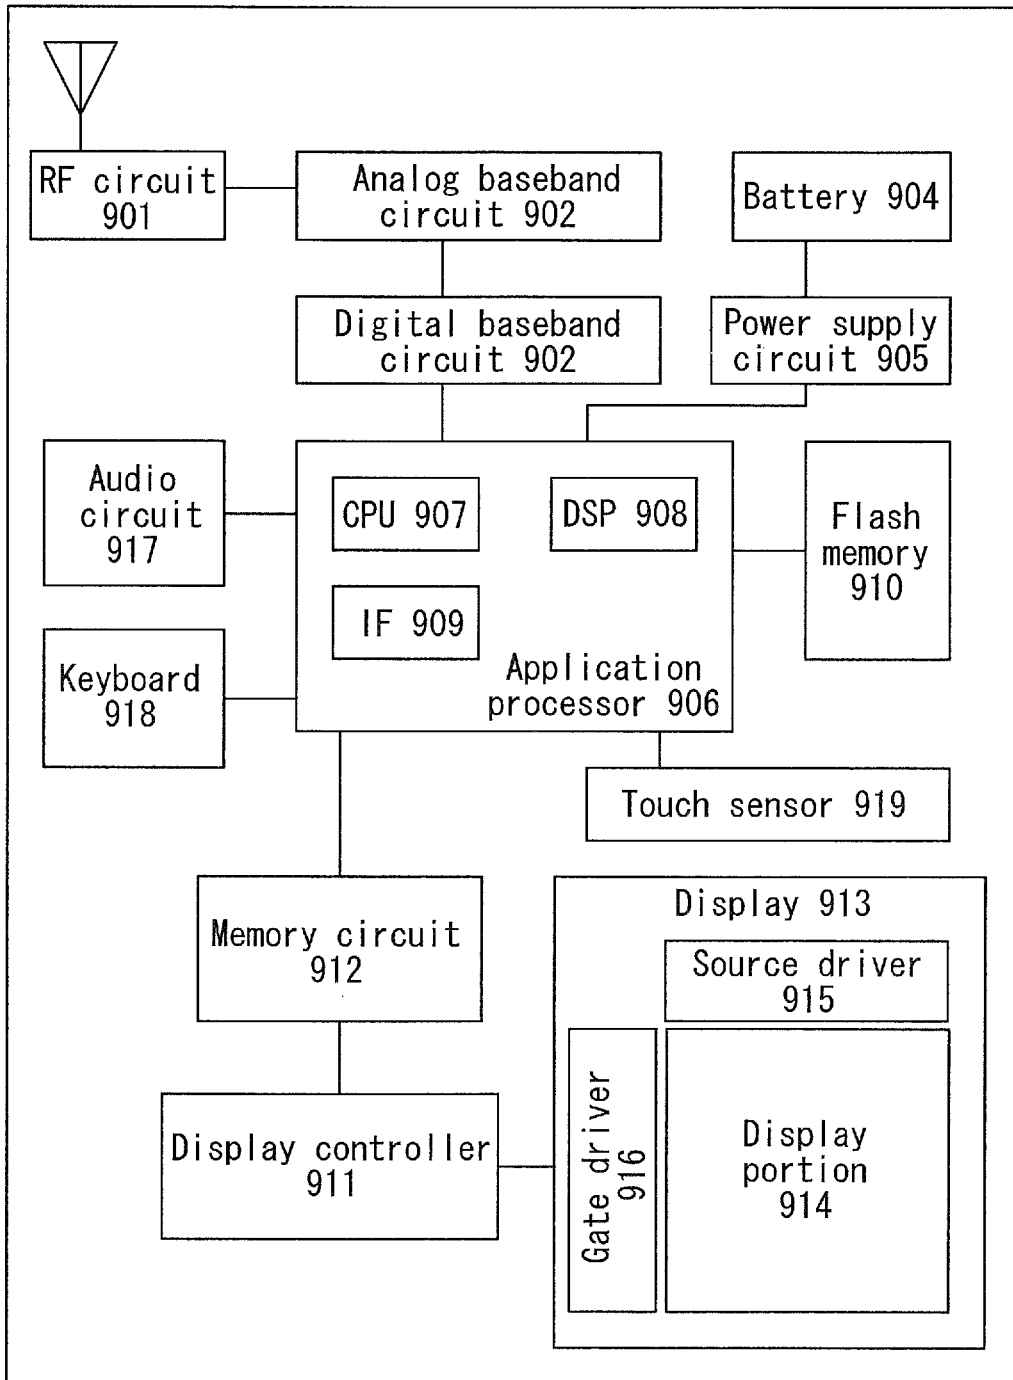 RF circuit
901
Analog baseband
circuit 902
Battery 904
Digital baseband
circuit 902
Power supply
circuit 905
Audio
circuit
917
CPU 907
DSP 908
Flash
memory
910
IF 909
Keyboard
918
Application
processor 906
Touch sensor 919
Memory circuit
912
Display 913
Source driver
915
Display controller
911
Gate driver
916
Display
portion
914